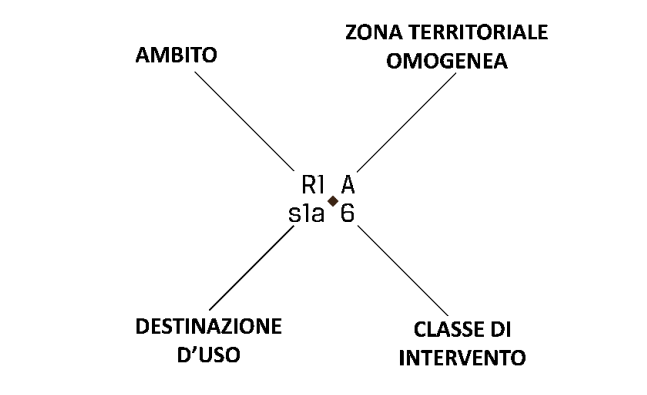 AMBITO
ZONA TERRITORIALE
OMOGENEA
R1 A
s1a 6
DESTINAZIONE
D'USO
CLASSE DI
INTERVENTO